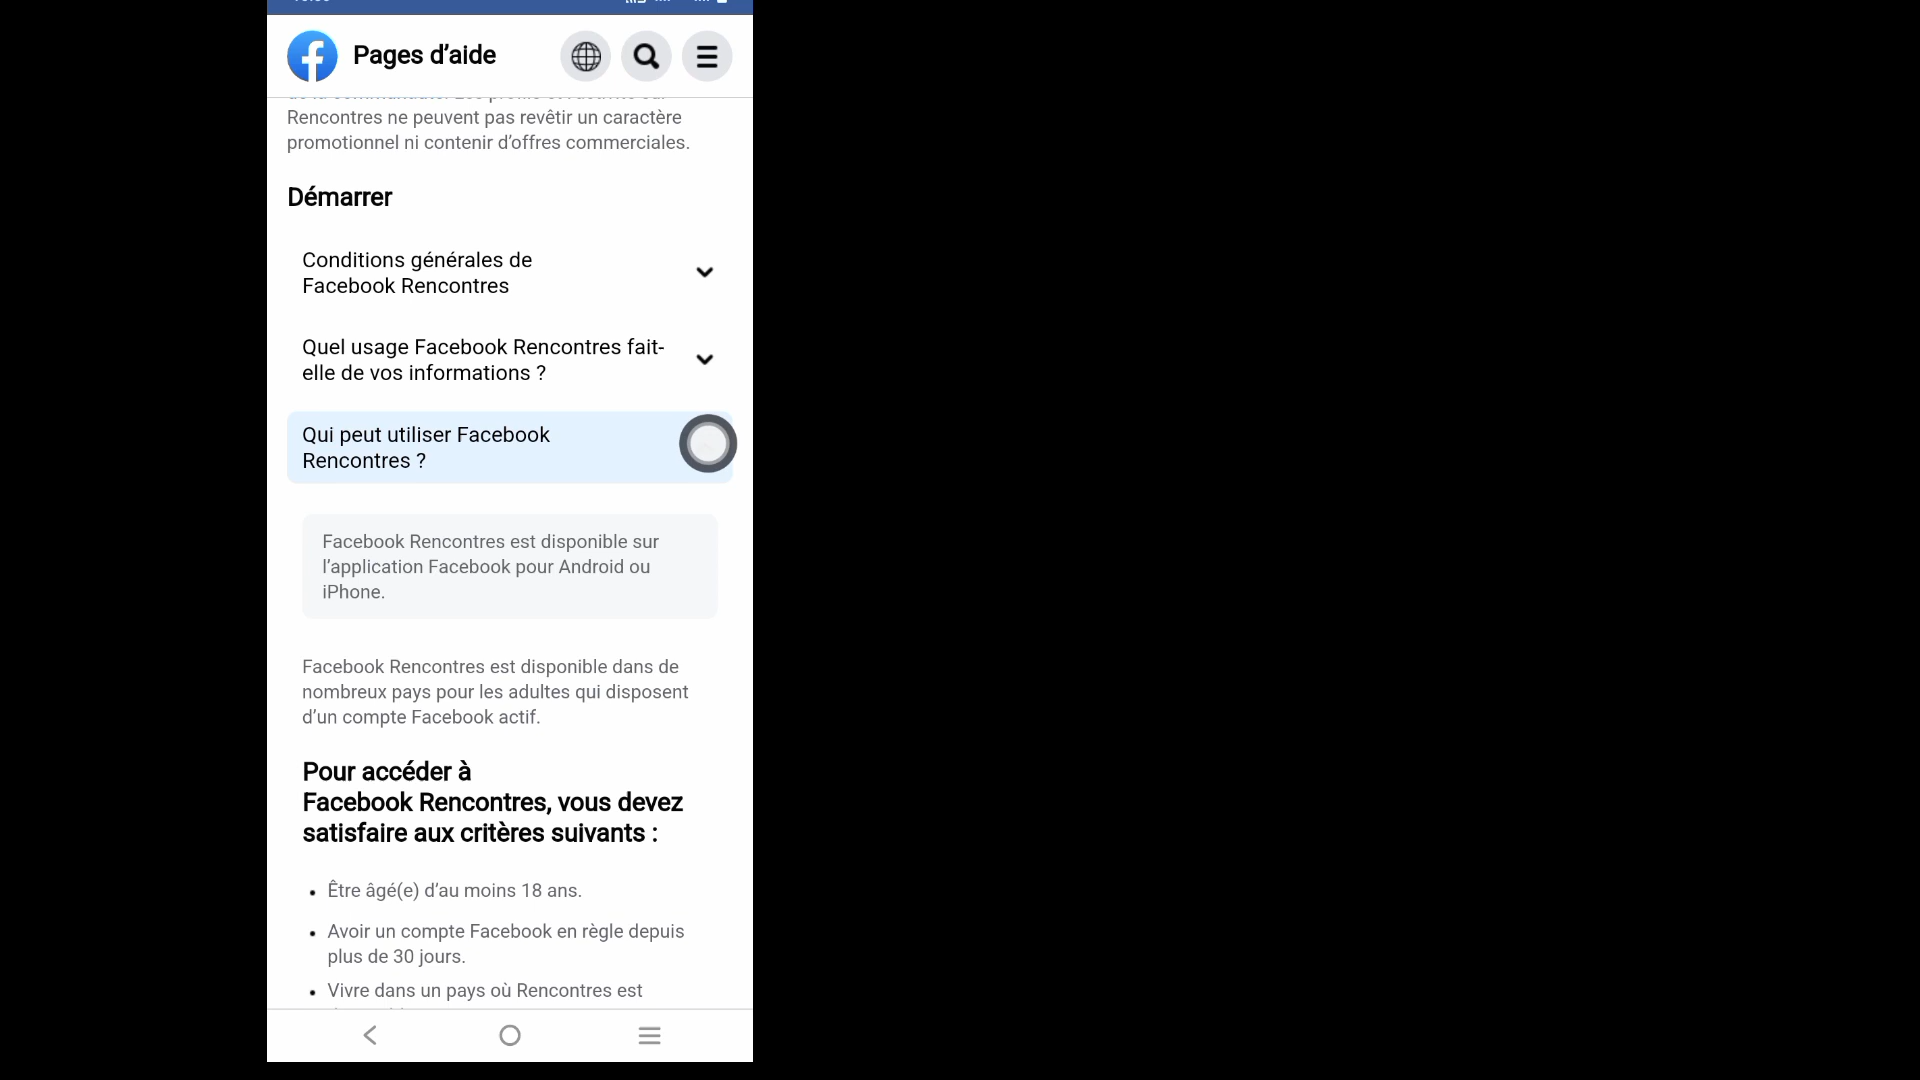 Pages d’aide
Rencontres ne peuvent pas revêtir un caractère
promotionnel ni contenir d’offres commerciales.
Démarrer
Conditions générales de
Facebook Rencontres
Quel usage Facebook Rencontres fait-
elle de vos informations ?
Qui peut utiliser Facebook
Rencontres ?
Facebook Rencontres est disponible sur
l’application Facebook pour Android ou
iPhone.
Facebook Rencontres est disponible dans de
nombreux pays pour les adultes qui disposent
d’un compte Facebook actif.
Pour accéder à
Facebook Rencontres, vous devez
satisfaire aux critères suivants :
• Être âgé(e) d’au moins 18 ans.
• Avoir un compte Facebook en règle depuis
plus de 30 jours.
• Vivre dans un pays où Rencontres est